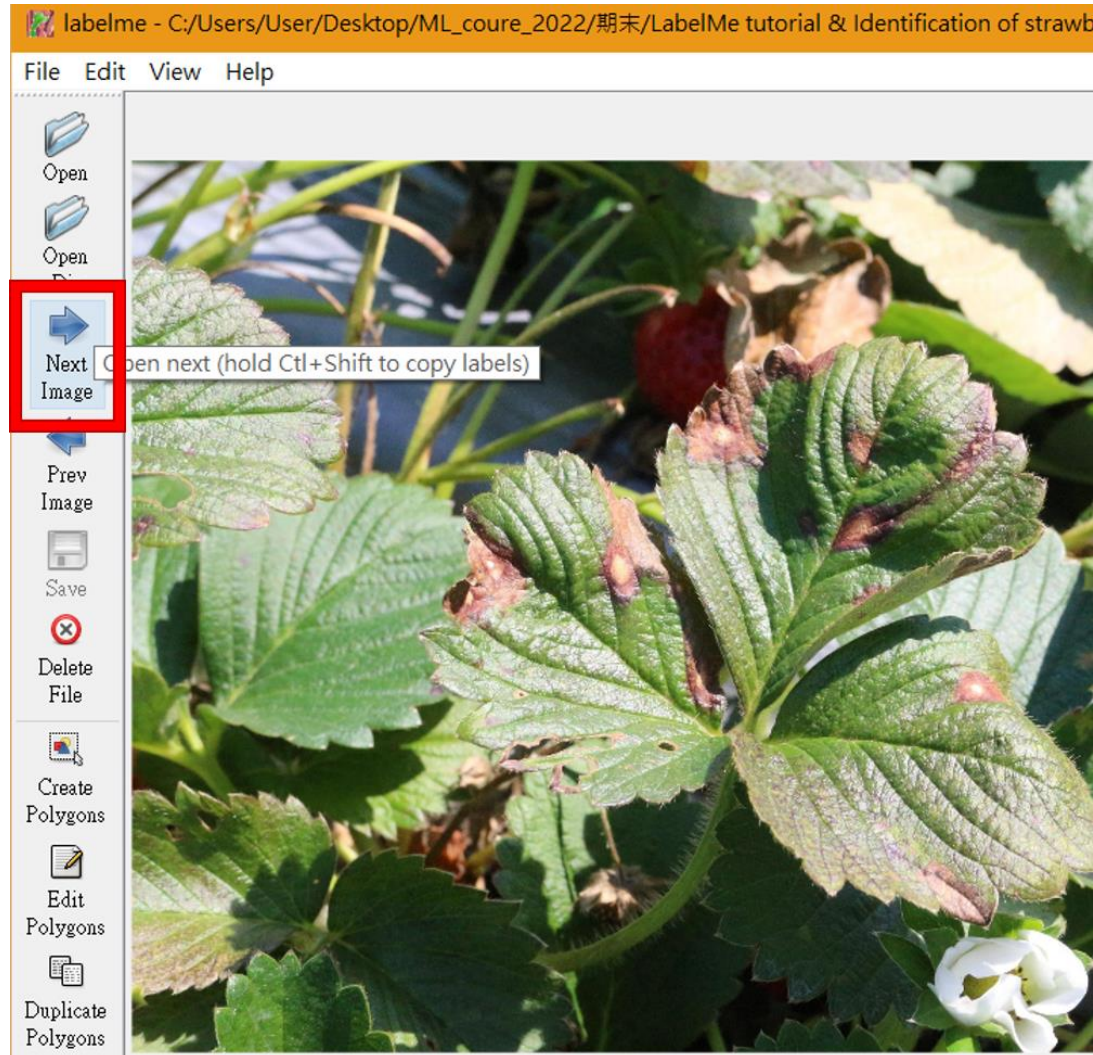 labelme - C:/Users/User/Desktop/ML_coure_2022/期末/LabelMe tutorial & Identification of strawb
File Edit View Help
Open
Open
Next
Image
Open next (hold Ctl+Shift to copy labels)
Prev
Image
Save
Delete
File
Create
Polygons
Edit
Polygons
Duplicate
Polygons